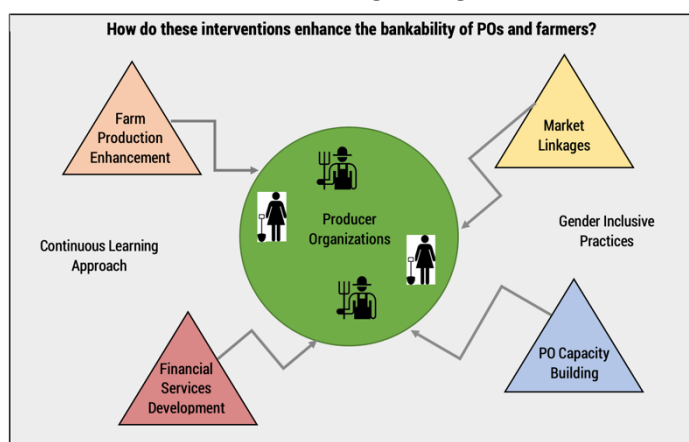 How do these interventions enhance the bankability of POs and farmers?
Farm
Production
Enhancement
Market
Linkages
Producer
Organizations
Continuous Learning
Approach
Gender Inclusive
Practices
Financial
Services
Development
PO Capacity
Building